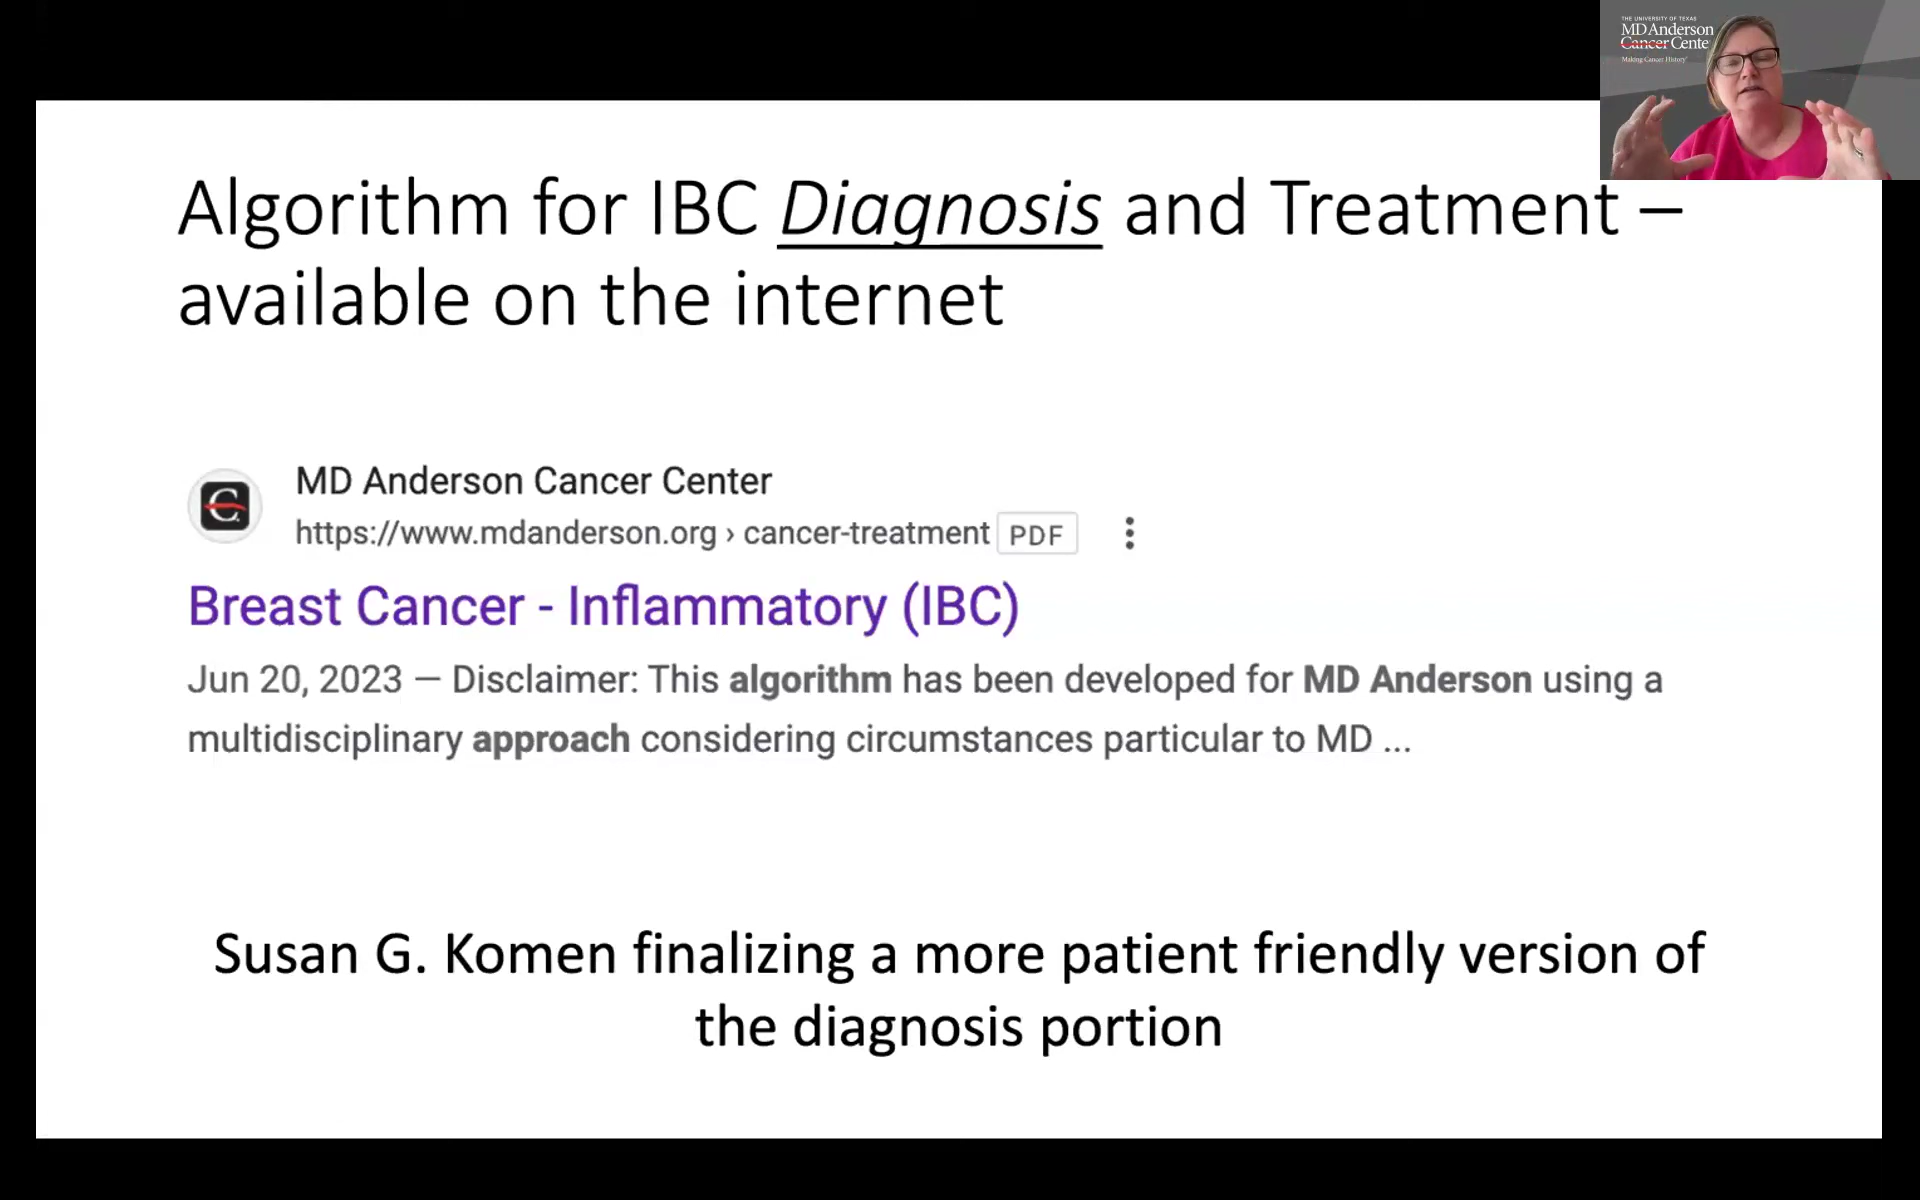 THE UNIVERSITY OF TEXAS
MD Anderson
Cancer Cente
Making Cancer History®
Algorithm for IBC Diagnosis and Treatment –
available on the internet
MD Anderson Cancer Center
https://www.mdanderson.org › cancer-treatment PDF
Breast Cancer - Inflammatory (IBC)
Jun 20, 2023 — Disclaimer: This algorithm has been developed for MD Anderson using a
multidisciplinary approach considering circumstances particular to MD ...
Susan G. Komen finalizing a more patient friendly version of
the diagnosis portion